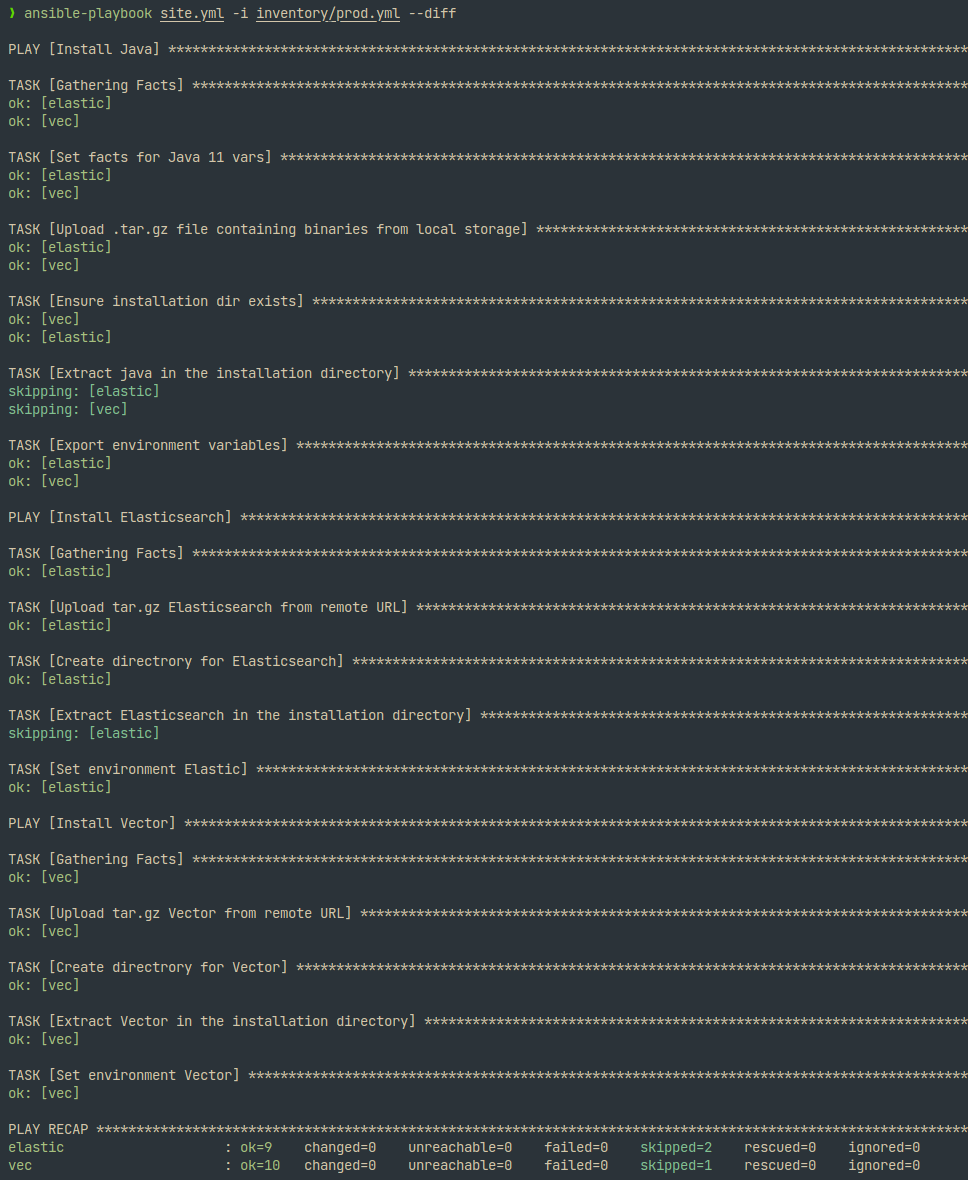 ❯ ansible-playbook site.yml -i inventory/prod.yml --diff
PLAY [Install Java] ****************************************************************************************************
TASK [Gathering Facts] *************************************************************************************************
ok: [elastic]
ok: [vec]
TASK [Set facts for Java 11 vars] **************************************************************************************
ok: [elastic]
ok: [vec]
TASK [Upload .tar.gz file containing binaries from local storage] ******************************************************
ok: [elastic]
ok: [vec]
TASK [Ensure installation dir exists] **********************************************************************************
ok: [vec]
ok: [elastic]
TASK [Extract java in the installation directory] **********************************************************************
skipping: [elastic]
skipping: [vec]
TASK [Export environment variables] ************************************************************************************
ok: [elastic]
ok: [vec]
PLAY [Install Elasticsearch] *******************************************************************************************
TASK [Gathering Facts] *************************************************************************************************
ok: [elastic]
TASK [Upload tar.gz Elasticsearch from remote URL] *********************************************************************
ok: [elastic]
TASK [Create directrory for Elasticsearch] *****************************************************************************
ok: [elastic]
TASK [Extract Elasticsearch in the installation directory] *************************************************************
skipping: [elastic]
TASK [Set environment Elastic] *****************************************************************************************
ok: [elastic]
PLAY [Install Vector] **************************************************************************************************
TASK [Gathering Facts] *************************************************************************************************
ok: [vec]
TASK [Upload tar.gz Vector from remote URL] ****************************************************************************
ok: [vec]
TASK [Create directrory for Vector] ************************************************************************************
ok: [vec]
TASK [Extract Vector in the installation directory] ********************************************************************
ok: [vec]
TASK [Set environment Vector] ******************************************************************************************
ok: [vec]
PLAY RECAP *************************************************************************************************************
elastic                    : ok=9    changed=0    unreachable=0    failed=0    skipped=2    rescued=0    ignored=0
vec                        : ok=10   changed=0    unreachable=0    failed=0    skipped=1    rescued=0    ignored=0